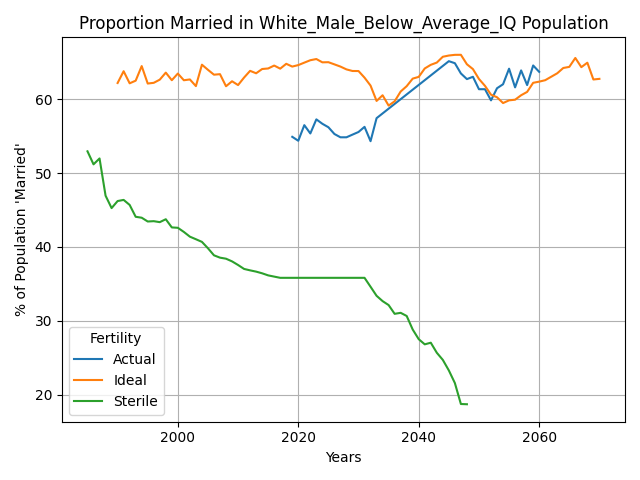 Proportion Married in White_Male_Below_Average_IQ Population
% of Population 'Married'
60
50
40
30
20
Fertility
Actual
Ideal
Sterile
2000
2020
2040
2060
Years